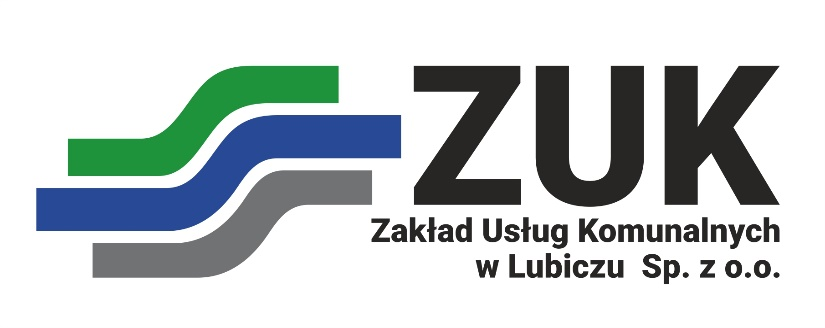 ZUK
Zakład Usług Komunalnych
w Lubiczu Sp. z o.o.